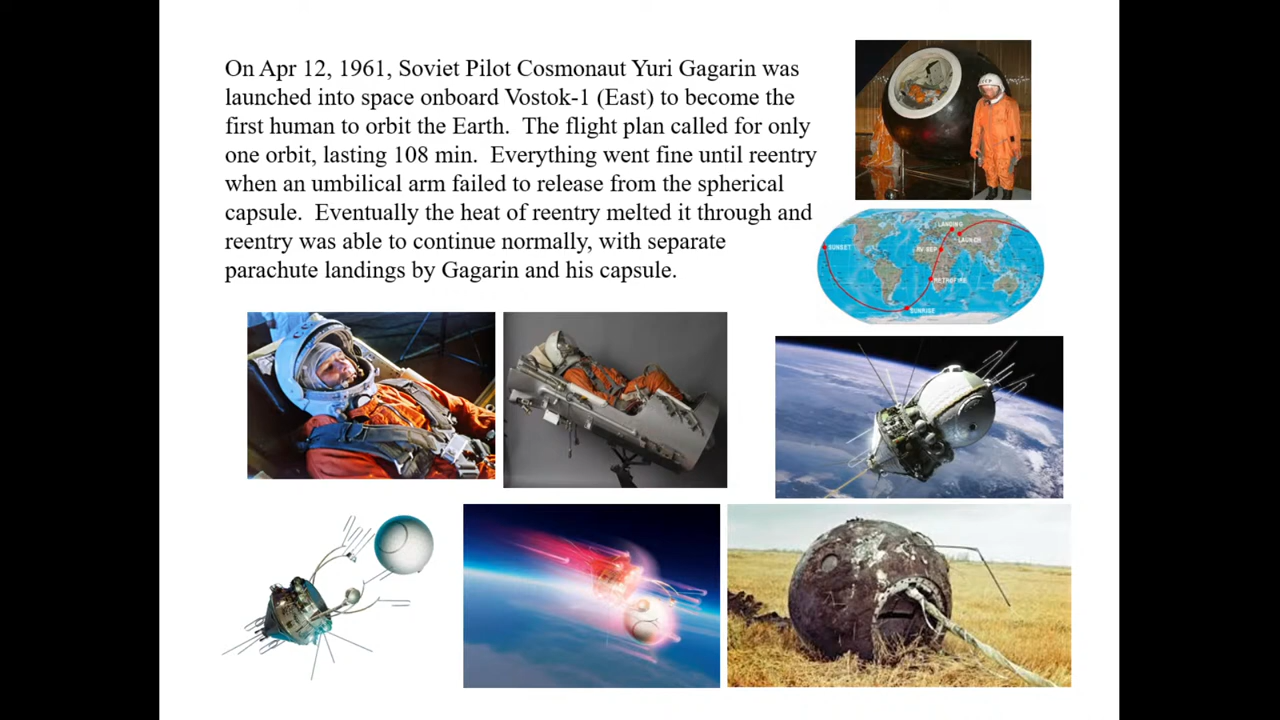 On Apr 12, 1961, Soviet Pilot Cosmonaut Yuri Gagarin was
launched into space onboard Vostok-1 (East) to become the
first human to orbit the Earth.  The flight plan called for only
one orbit, lasting 108 min.  Everything went fine until reentry
when an umbilical arm failed to release from the spherical
capsule.  Eventually the heat of reentry melted it through and
reentry was able to continue normally, with separate
parachute landings by Gagarin and his capsule.
LANDING
LAUNCH
SUNSET
RV SEP
RETROFIRE
SUNRISE